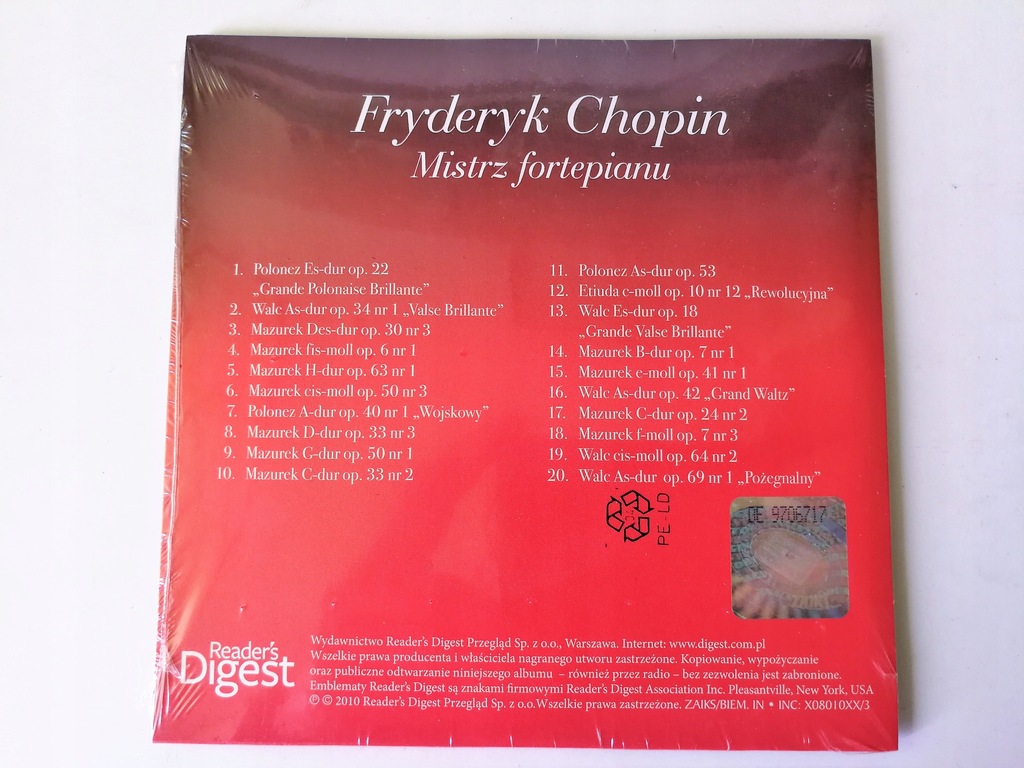 Fryderyk Chopin
Mistrz fortepianu
1. Polonez Es-dur op. 22
„Grande Polonaise Brillante”
2. Walc As-dur op. 34 nr 1 „Valse Brillante”
3. Mazurek Des-dur op. 30 nr 3
4. Mazurek fis-moll op. 6 nr 1
5. Mazurek H-dur op. 63 nr 1
6. Mazurek cis-moll op. 50 nr 3
7. Polonez A-dur op. 40 nr 1 „Wojskowy”
8. Mazurek D-dur op. 33 nr 3
9. Mazurek G-dur op. 50 nr 1
10. Mazurek C-dur op. 33 nr 2
11. Polonez As-dur op. 53
12. Etiuda c-moll op. 10 nr 12 „Rewolucyjna”
13. Walc Es-dur op. 18
„Grande Valse Brillante”
14. Mazurek B-dur op. 7 nr 1
15. Mazurek e-moll op. 41 nr 1
16. Walc As-dur op. 42 „Grand Waltz”
17. Mazurek C-dur op. 24 nr 2
18. Mazurek f-moll op. 7 nr 3
19. Walc cis-moll op. 64 nr 2
20. Walc As-dur op. 69 nr 1 „Pożegnalny”
04
PE-LD
DE 9706717
Reader's
Digest
Wydawnictwo Reader's Digest Przegląd Sp. z o.o., Warszawa. Internet: www.digest.com.pl
Wszelkie prawa producenta i właściciela nagranego utworu zastrzeżone. Kopiowanie, wypożyczanie
oraz publiczne odtwarzanie niniejszego albumu – również przez radio – bez zezwolenia jest zabronione.
Emblematy Reader's Digest są znakami firmowymi Reader's Digest Association Inc. Pleasantville, New York, USA
℗ © 2010 Reader's Digest Przegląd Sp. z o.o.Wszelkie prawa zastrzeżone. ZAIKS/BIEM. IN • INC: X08010XX/3